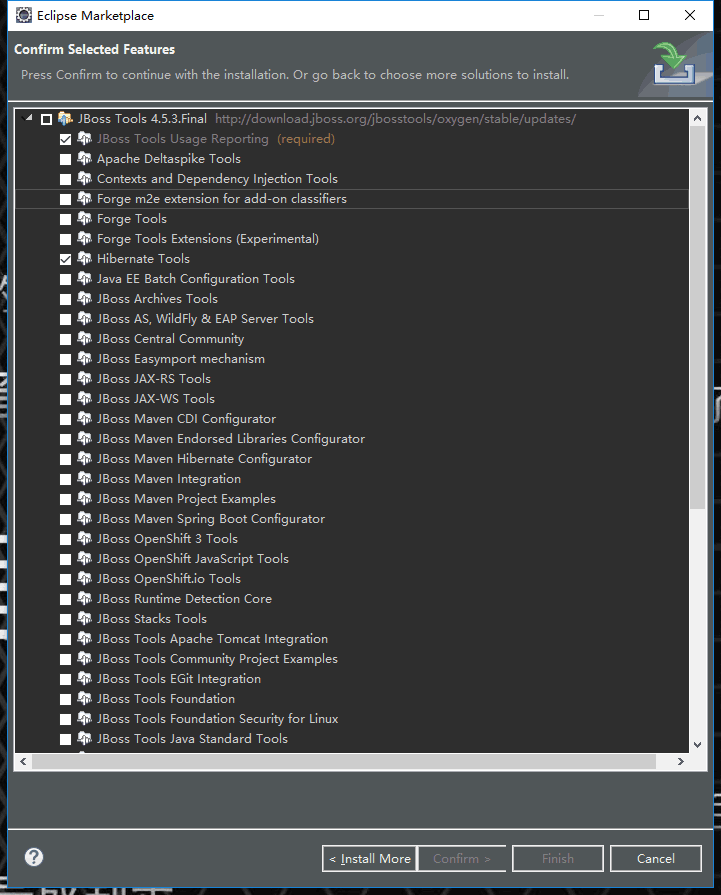 Eclipse Marketplace
Confirm Selected Features
Press Confirm to continue with the installation. Or go back to choose more solutions to install.
JBoss Tools 4.5.3.Final http://download.jboss.org/jbosstools/oxygen/stable/updates/
JBoss Tools Usage Reporting (required)
Apache Deltaspike Tools
Contexts and Dependency Injection Tools
Forge m2e extension for add-on classifiers
Forge Tools
Forge Tools Extensions (Experimental)
Hibernate Tools
Java EE Batch Configuration Tools
JBoss Archives Tools
JBoss AS, WildFly & EAP Server Tools
JBoss Central Community
JBoss Easymport mechanism
JBoss JAX-RS Tools
JBoss JAX-WS Tools
JBoss Maven CDI Configurator
JBoss Maven Endorsed Libraries Configurator
JBoss Maven Hibernate Configurator
JBoss Maven Integration
JBoss Maven Project Examples
JBoss Maven Spring Boot Configurator
JBoss OpenShift 3 Tools
JBoss OpenShift JavaScript Tools
JBoss OpenShift.io Tools
JBoss Runtime Detection Core
JBoss Stacks Tools
JBoss Tools Apache Tomcat Integration
JBoss Tools Community Project Examples
JBoss Tools EGit Integration
JBoss Tools Foundation
JBoss Tools Foundation Security for Linux
JBoss Tools Java Standard Tools
? < Install More Confirm > Finish Cancel